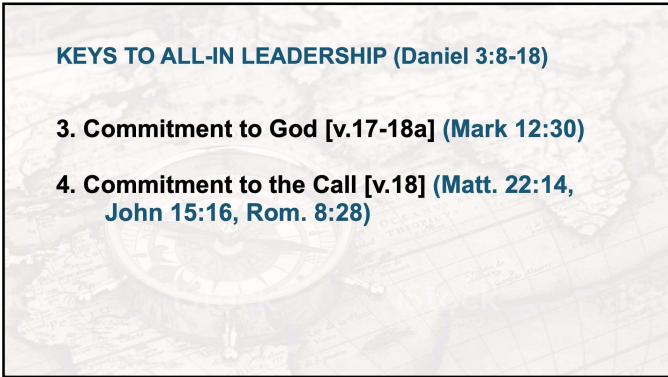 KEYS TO ALL-IN LEADERSHIP (Daniel 3:8-18)
3. Commitment to God [v.17-18a] (Mark 12:30)
4. Commitment to the Call [v.18] (Matt. 22:14,
John 15:16, Rom. 8:28)
iStock